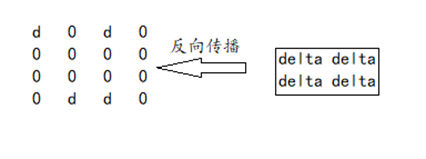 d 0 d 0
0 0 0 0
0 0 0 0
0 d d 0
反向传播
delta delta
delta delta